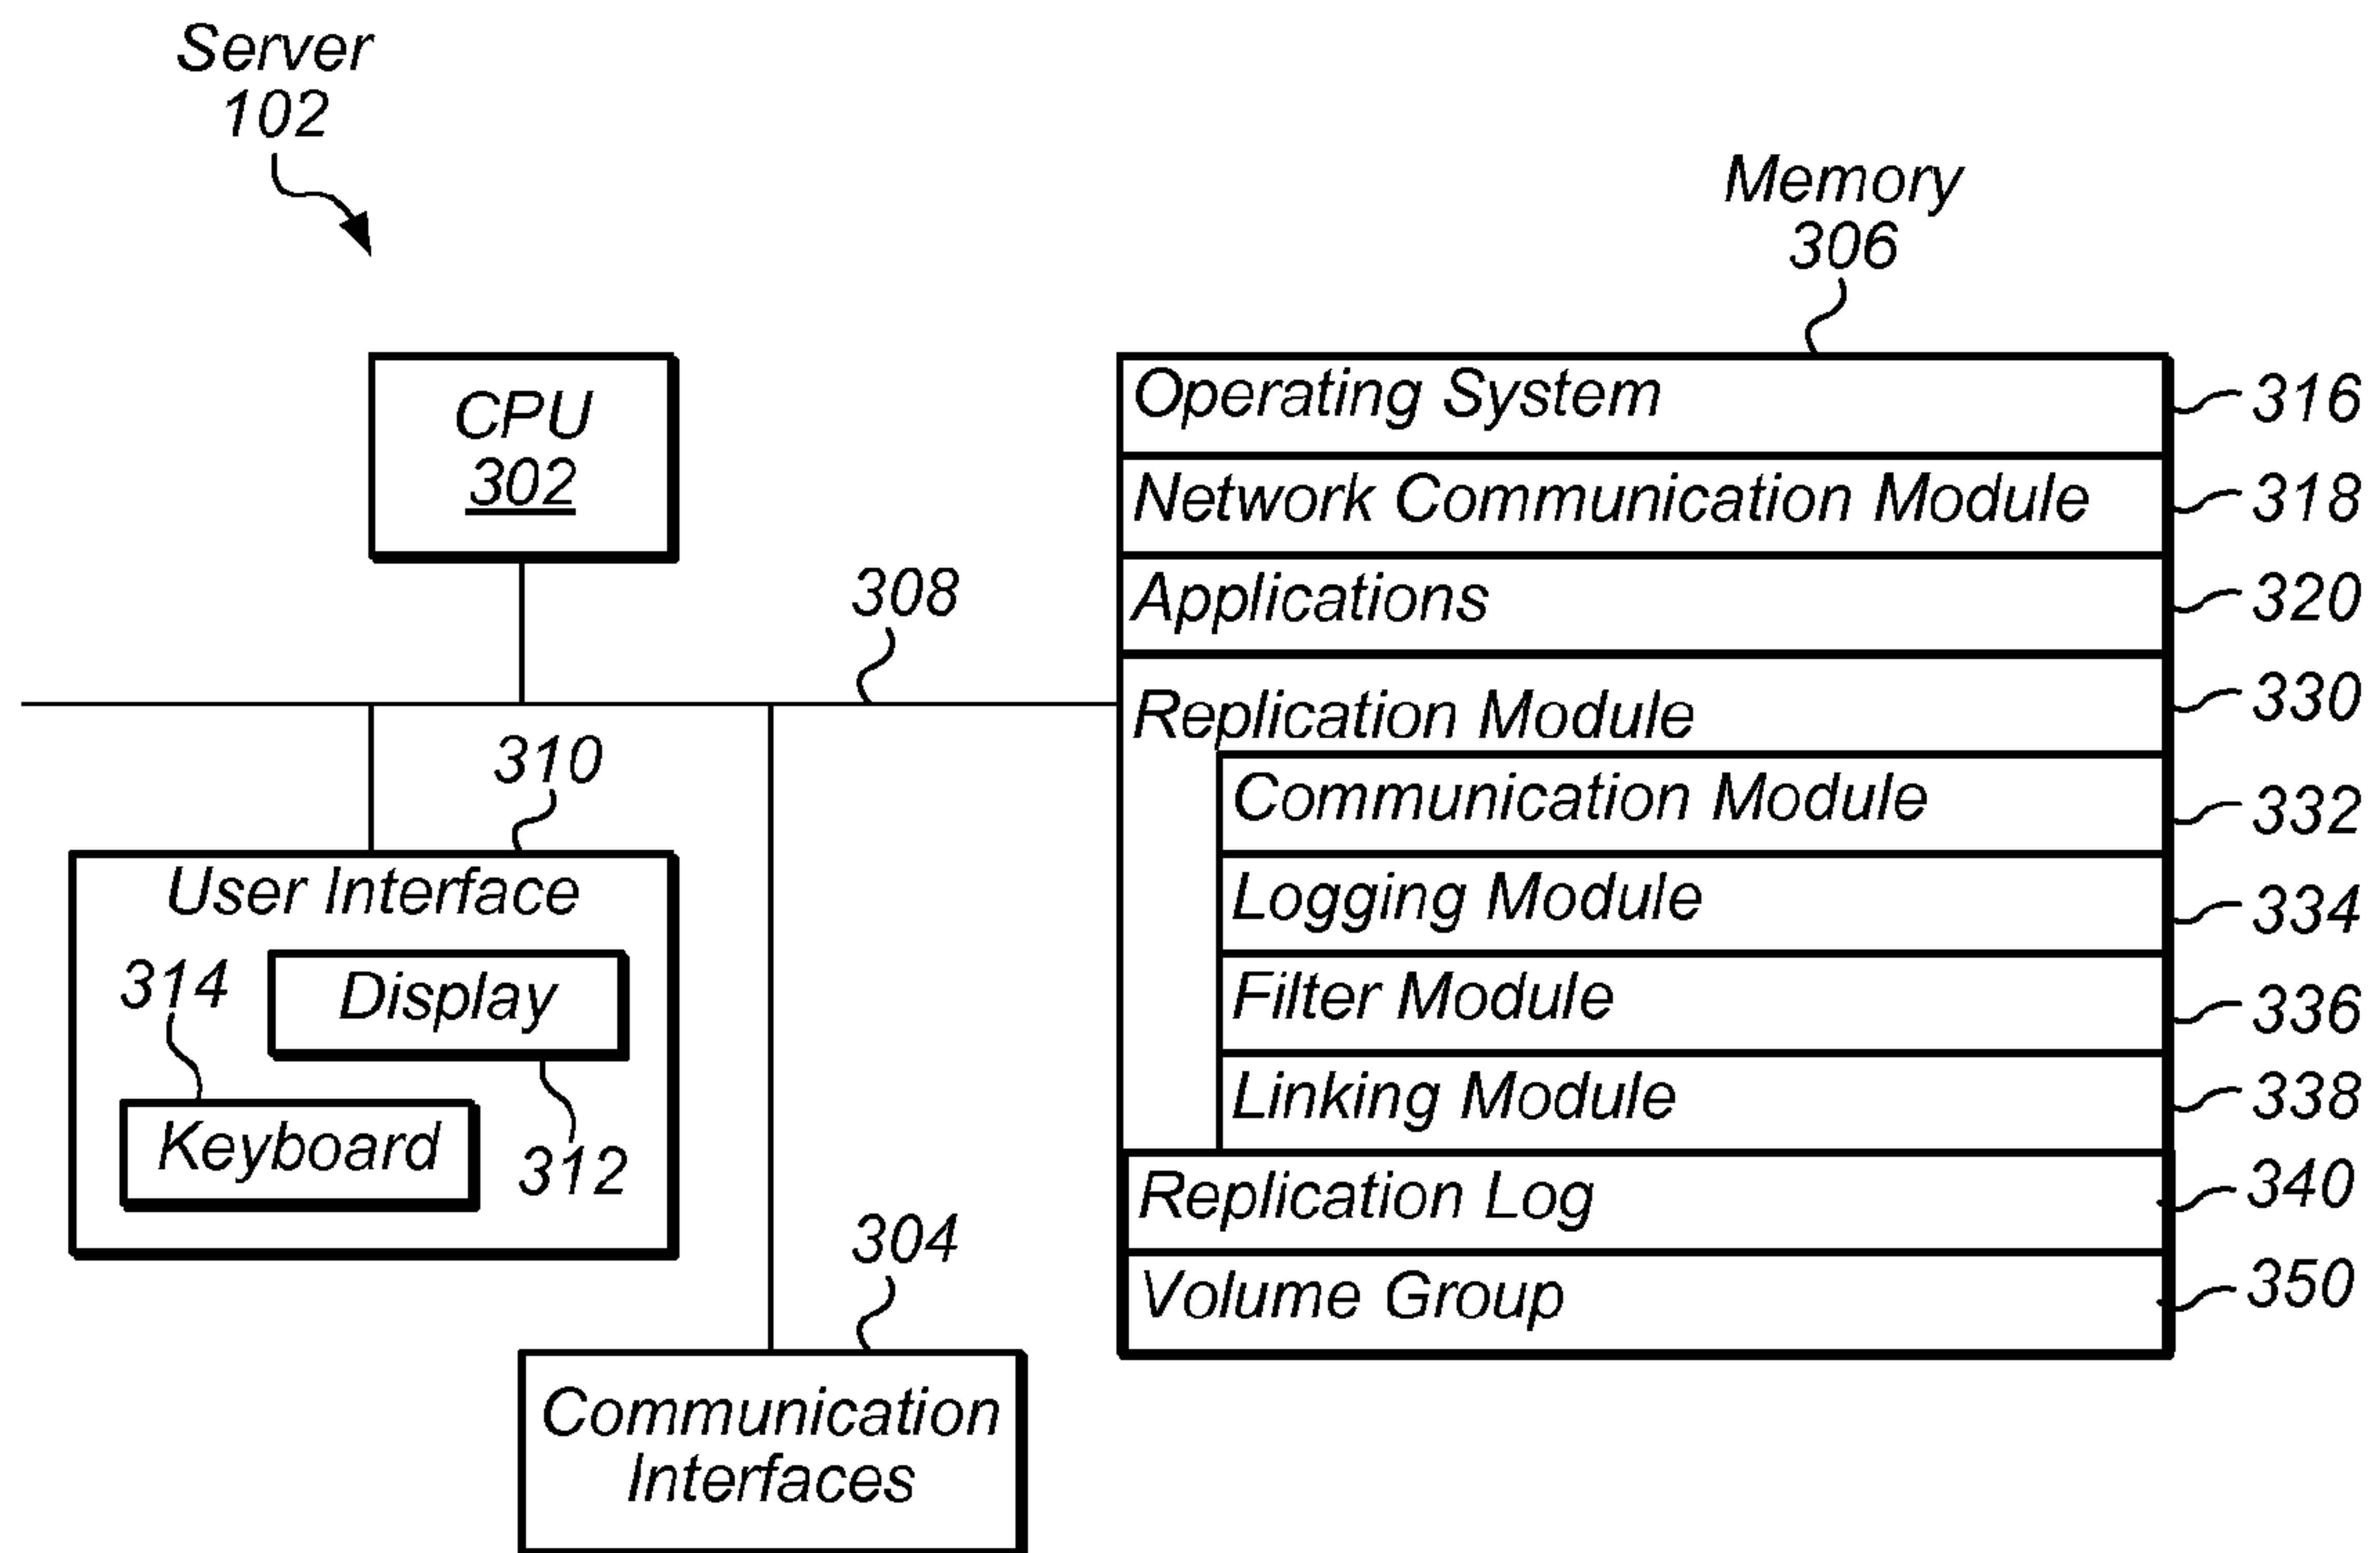 Server
102
Memory
306
CPU
302
308
Operating System
316
Network Communication Module
318
Applications
320
Replication Module
330
Communication Module
332
Logging Module
334
Filter Module
336
Linking Module
338
Replication Log
340
Volume Group
350
310
User Interface
314
Display
Keyboard
312
304
Communication
Interfaces